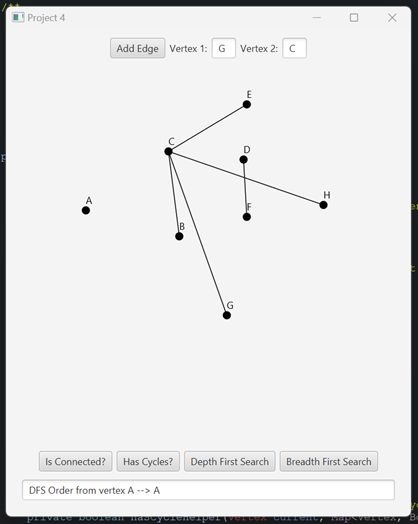 /**
Project 4
Add Edge Vertex 1: G Vertex 2: C
E
C
D
A
H
F
B
G
Is Connected? Has Cycles? Depth First Search Breadth First Search
DFS Order from vertex A --> A
private boolean hasCycleHelper(Vertex current, Map<Vertex, Bo